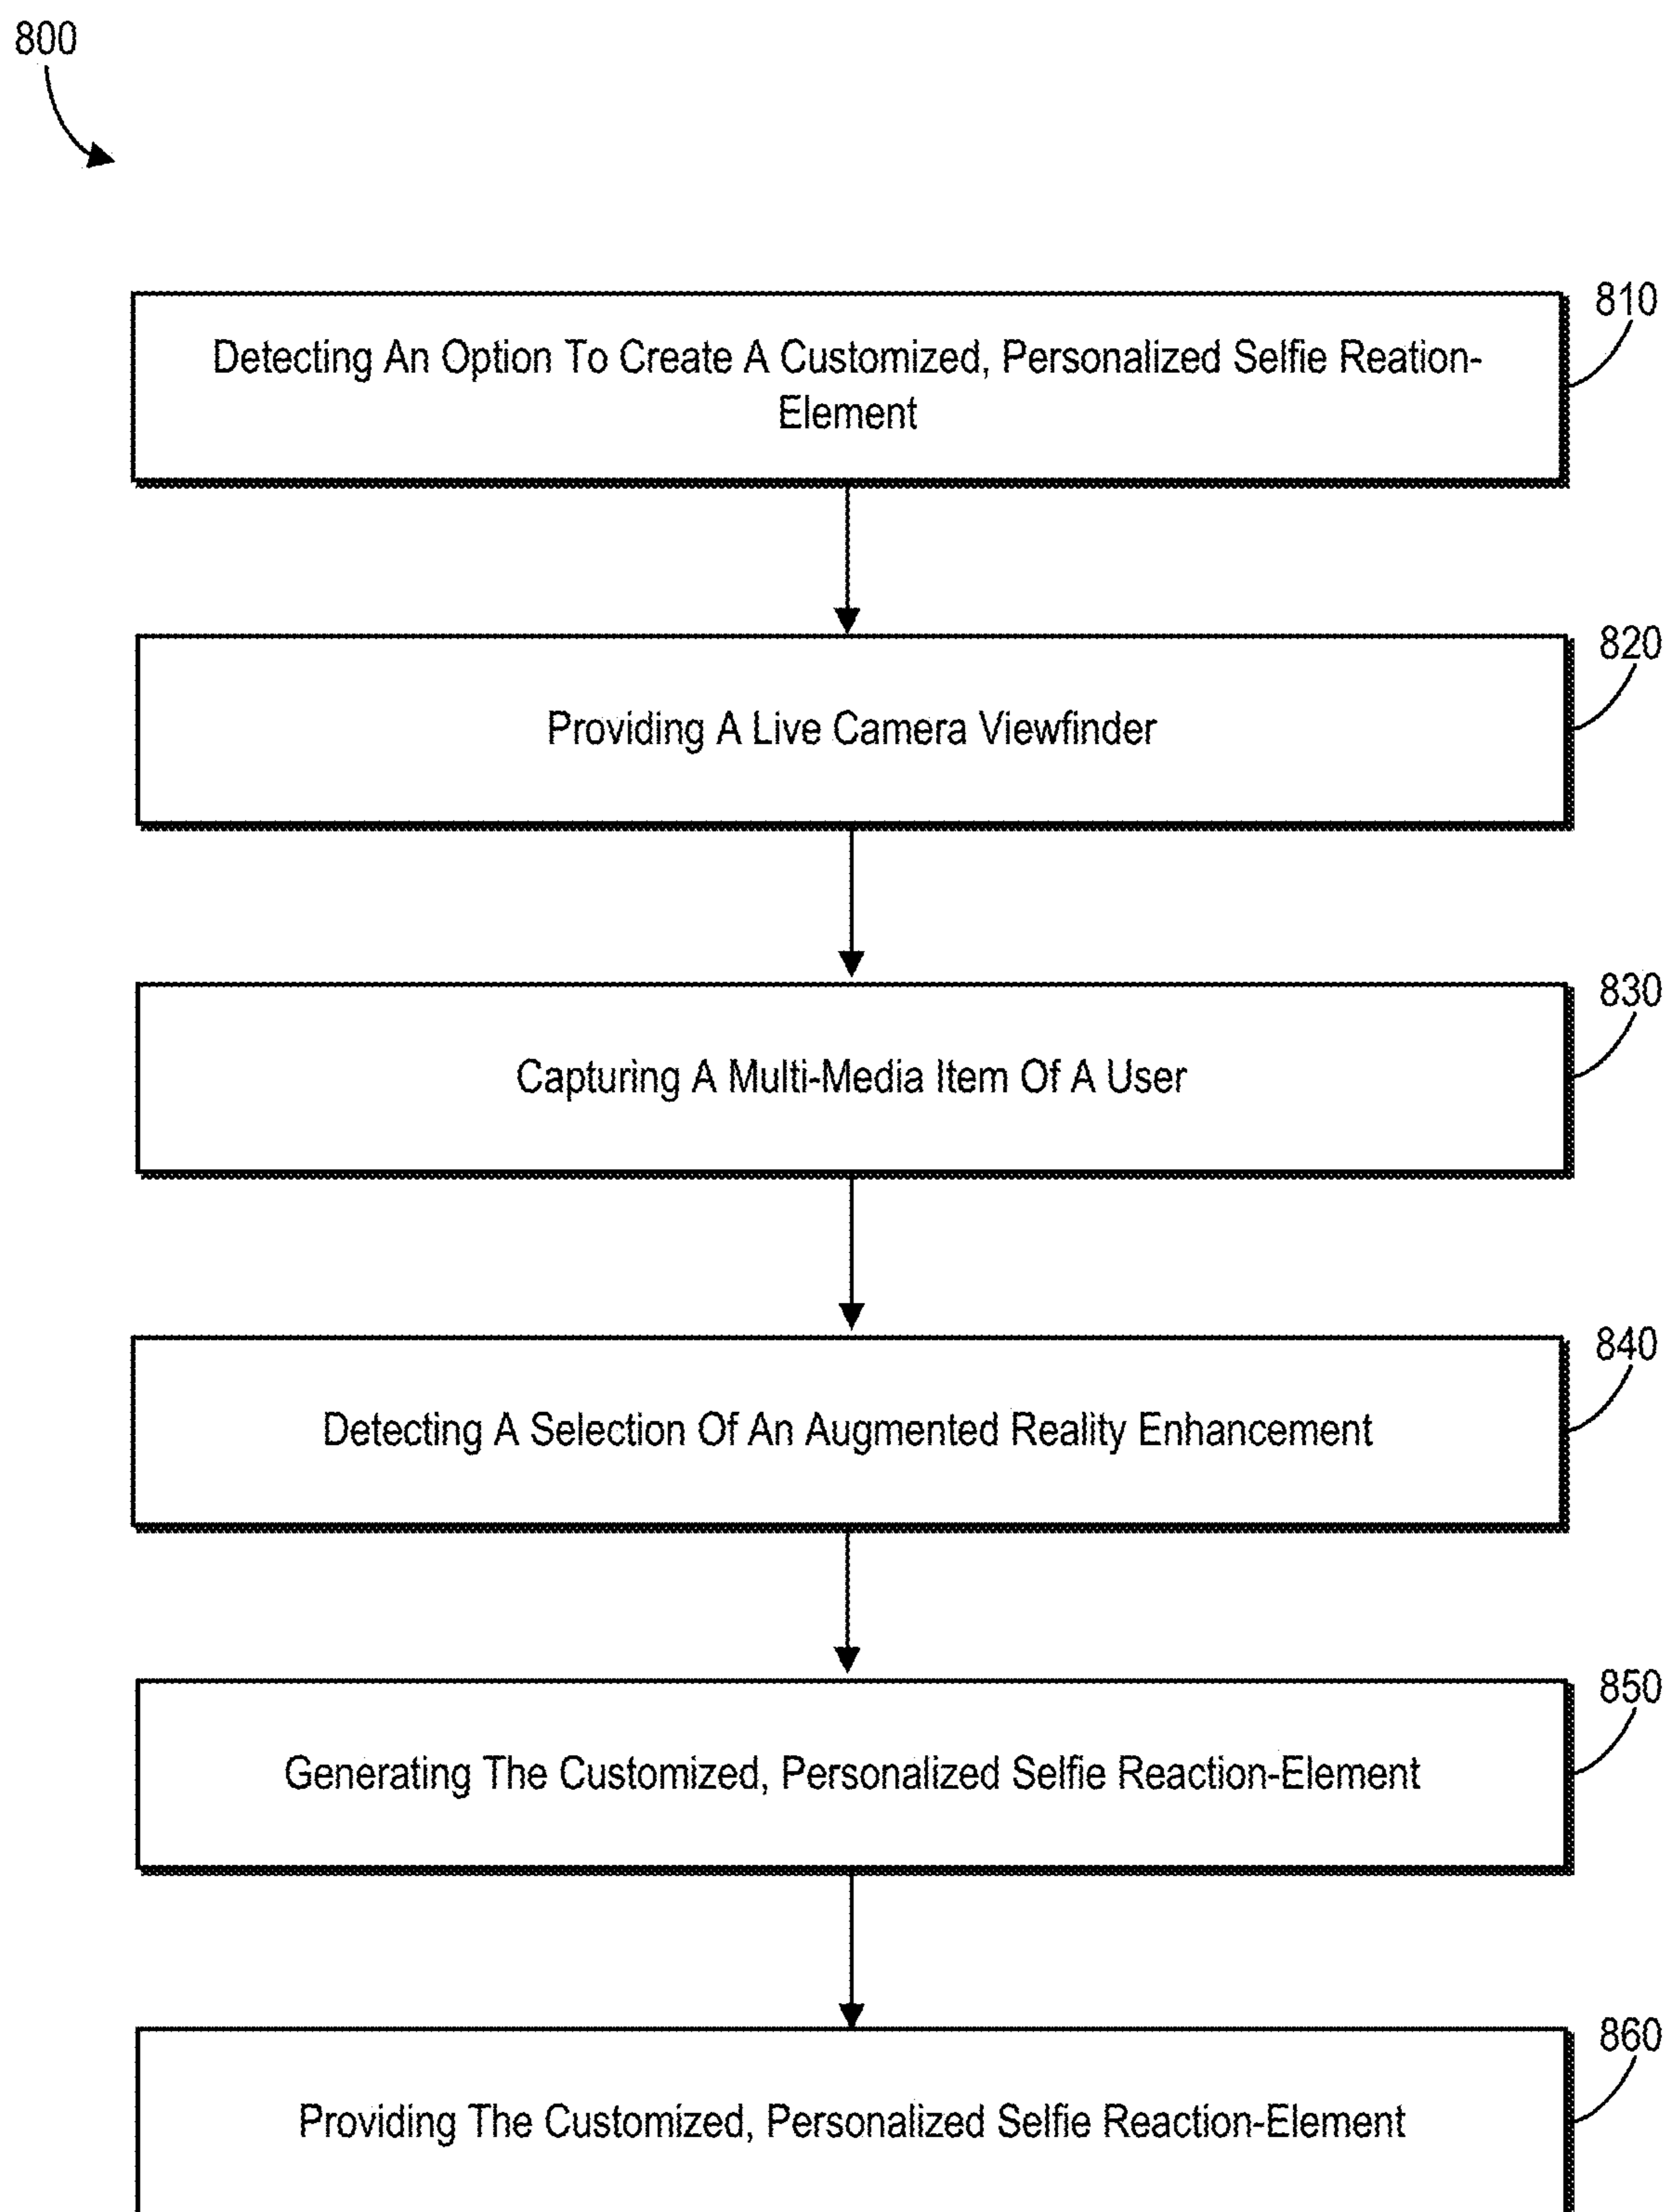 800
810
Detecting An Option To Create A Customized, Personalized Selfie Reation-
Element
820
Providing A Live Camera Viewfinder
830
Capturing A Multi-Media Item Of A User
840
Detecting A Selection Of An Augmented Reality Enhancement
850
Generating The Customized, Personalized Selfie Reaction-Element
860
Providing The Customized, Personalized Selfie Reaction-Element